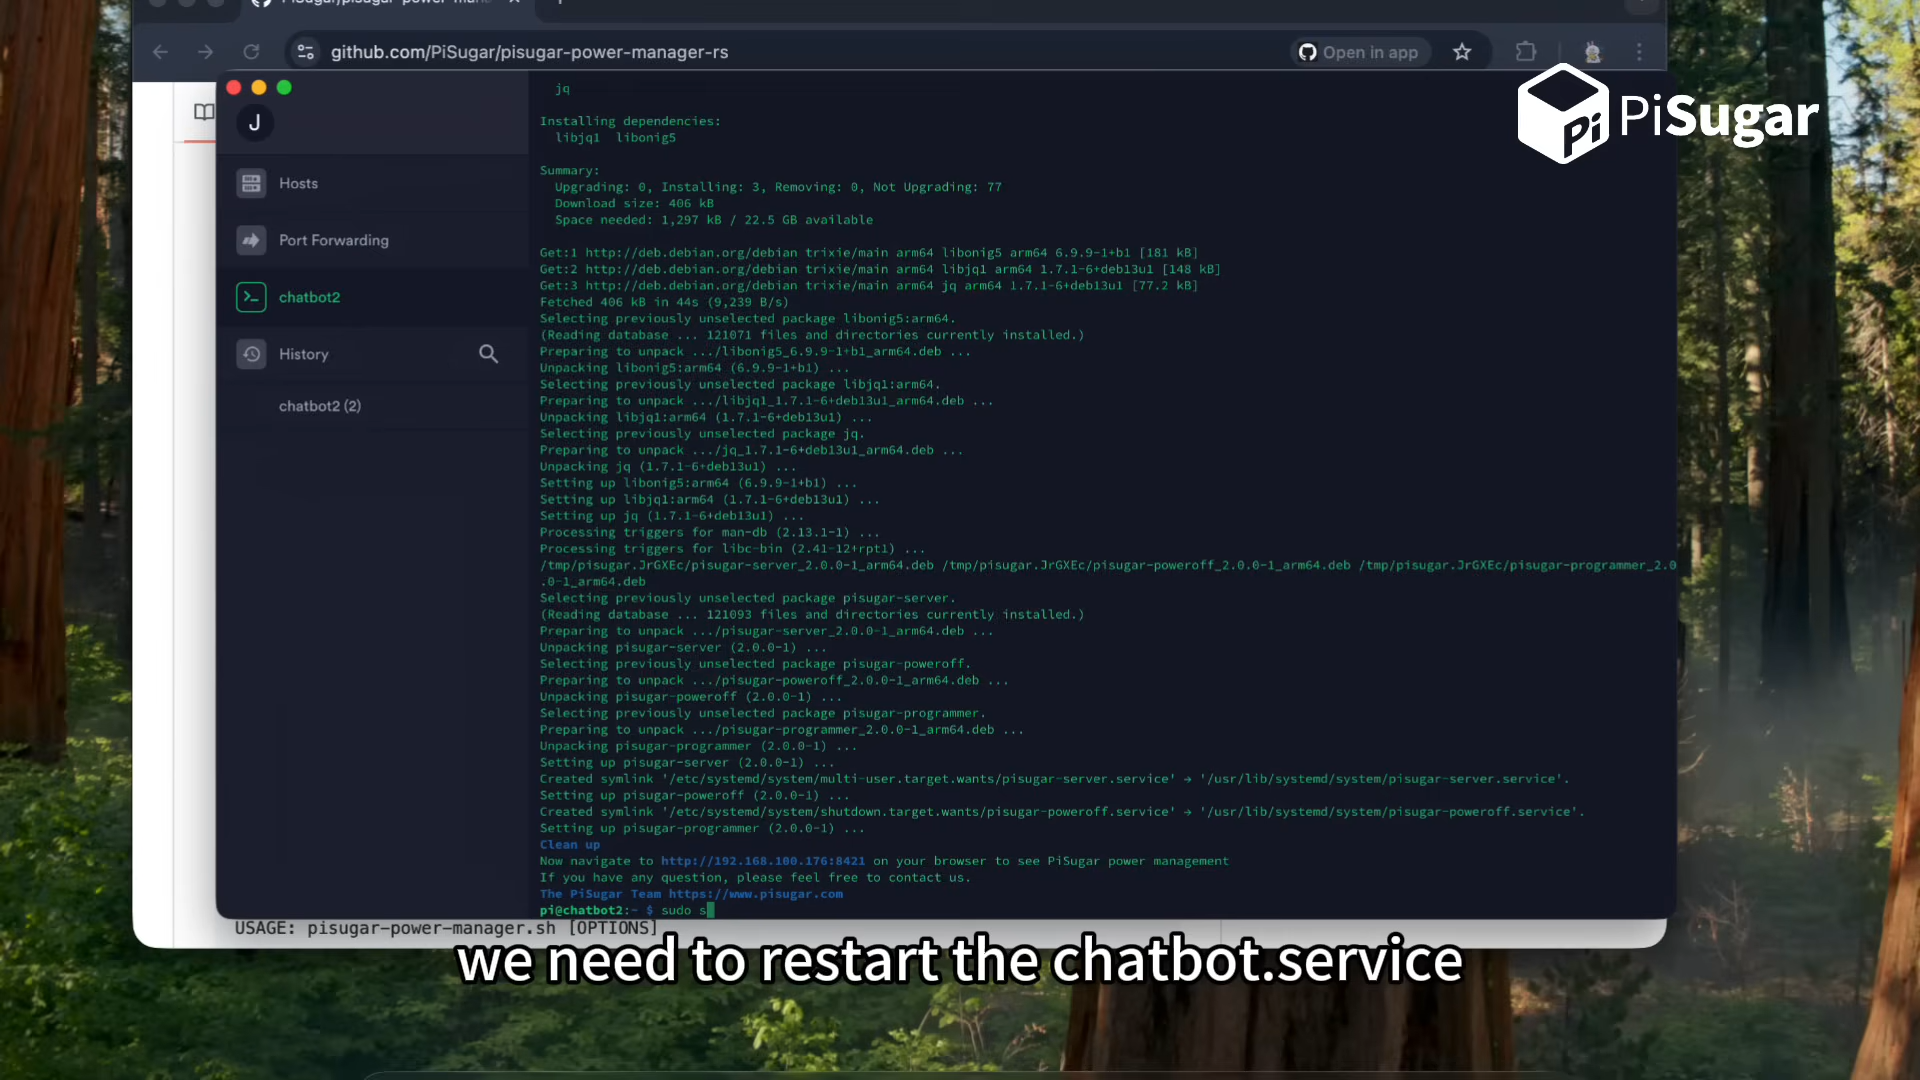 github.com/PiSugar/pisugar-power-manager-rs
Open in app
PiSugar
J
Hosts
Port Forwarding
chatbot2
History
chatbot2 (2)
jq
Installing dependencies:
libjq1 libonig5
Summary:
Upgrading: 0, Installing: 3, Removing: 0, Not Upgrading: 77
Download size: 406 kB
Space needed: 1,297 kB / 22.5 GB available
Get:1 http://deb.debian.org/debian trixie/main arm64 libonig5 arm64 6.9.9-1+b1 [181 kB]
Get:2 http://deb.debian.org/debian trixie/main arm64 libjq1 arm64 1.7.1-6+deb13u1 [148 kB]
Get:3 http://deb.debian.org/debian trixie/main arm64 jq arm64 1.7.1-6+deb13u1 [77.2 kB]
Fetched 406 kB in 44s (9,239 B/s)
Selecting previously unselected package libonig5:arm64.
(Reading database ... 121071 files and directories currently installed.)
Preparing to unpack .../libonig5_6.9.9-1+b1_arm64.deb ...
Unpacking libonig5:arm64 (6.9.9-1+b1) ...
Selecting previously unselected package libjq1:arm64.
Preparing to unpack .../libjq1_1.7.1-6+deb13u1_arm64.deb ...
Unpacking libjq1:arm64 (1.7.1-6+deb13u1) ...
Selecting previously unselected package jq.
Preparing to unpack .../jq_1.7.1-6+deb13u1_arm64.deb ...
Unpacking jq (1.7.1-6+deb13u1) ...
Setting up libonig5:arm64 (6.9.9-1+b1) ...
Setting up libjq1:arm64 (1.7.1-6+deb13u1) ...
Setting up jq (1.7.1-6+deb13u1) ...
Processing triggers for man-db (2.13.1-1) ...
Processing triggers for libc-bin (2.41-12+rpt1) ...
/tmp/pisugar.JrGXEc/pisugar-server_2.0.0-1_arm64.deb /tmp/pisugar.JrGXEc/pisugar-poweroff_2.0.0-1_arm64.deb /tmp/pisugar.JrGXEc/pisugar-programmer_2.0
.0-1_arm64.deb
Selecting previously unselected package pisugar-server.
(Reading database ... 121093 files and directories currently installed.)
Preparing to unpack .../pisugar-server_2.0.0-1_arm64.deb ...
Unpacking pisugar-server (2.0.0-1) ...
Selecting previously unselected package pisugar-poweroff.
Preparing to unpack .../pisugar-poweroff_2.0.0-1_arm64.deb ...
Unpacking pisugar-poweroff (2.0.0-1) ...
Selecting previously unselected package pisugar-programmer.
Preparing to unpack .../pisugar-programmer_2.0.0-1_arm64.deb ...
Unpacking pisugar-programmer (2.0.0-1) ...
Setting up pisugar-server (2.0.0-1) ...
Created symlink '/etc/systemd/system/multi-user.target.wants/pisugar-server.service' → '/usr/lib/systemd/system/pisugar-server.service'.
Setting up pisugar-poweroff (2.0.0-1) ...
Created symlink '/etc/systemd/system/shutdown.target.wants/pisugar-poweroff.service' → '/usr/lib/systemd/system/pisugar-poweroff.service'.
Setting up pisugar-programmer (2.0.0-1) ...
Clean up
Now navigate to http://192.168.100.176:8421 on your browser to see PiSugar power management
If you have any question, please feel free to contact us.
The PiSugar Team https://www.pisugar.com
pi@chatbot2:~ $ sudo s
USAGE: pisugar-power-manager.sh [OPTIONS]
we need to restart the chatbot.service